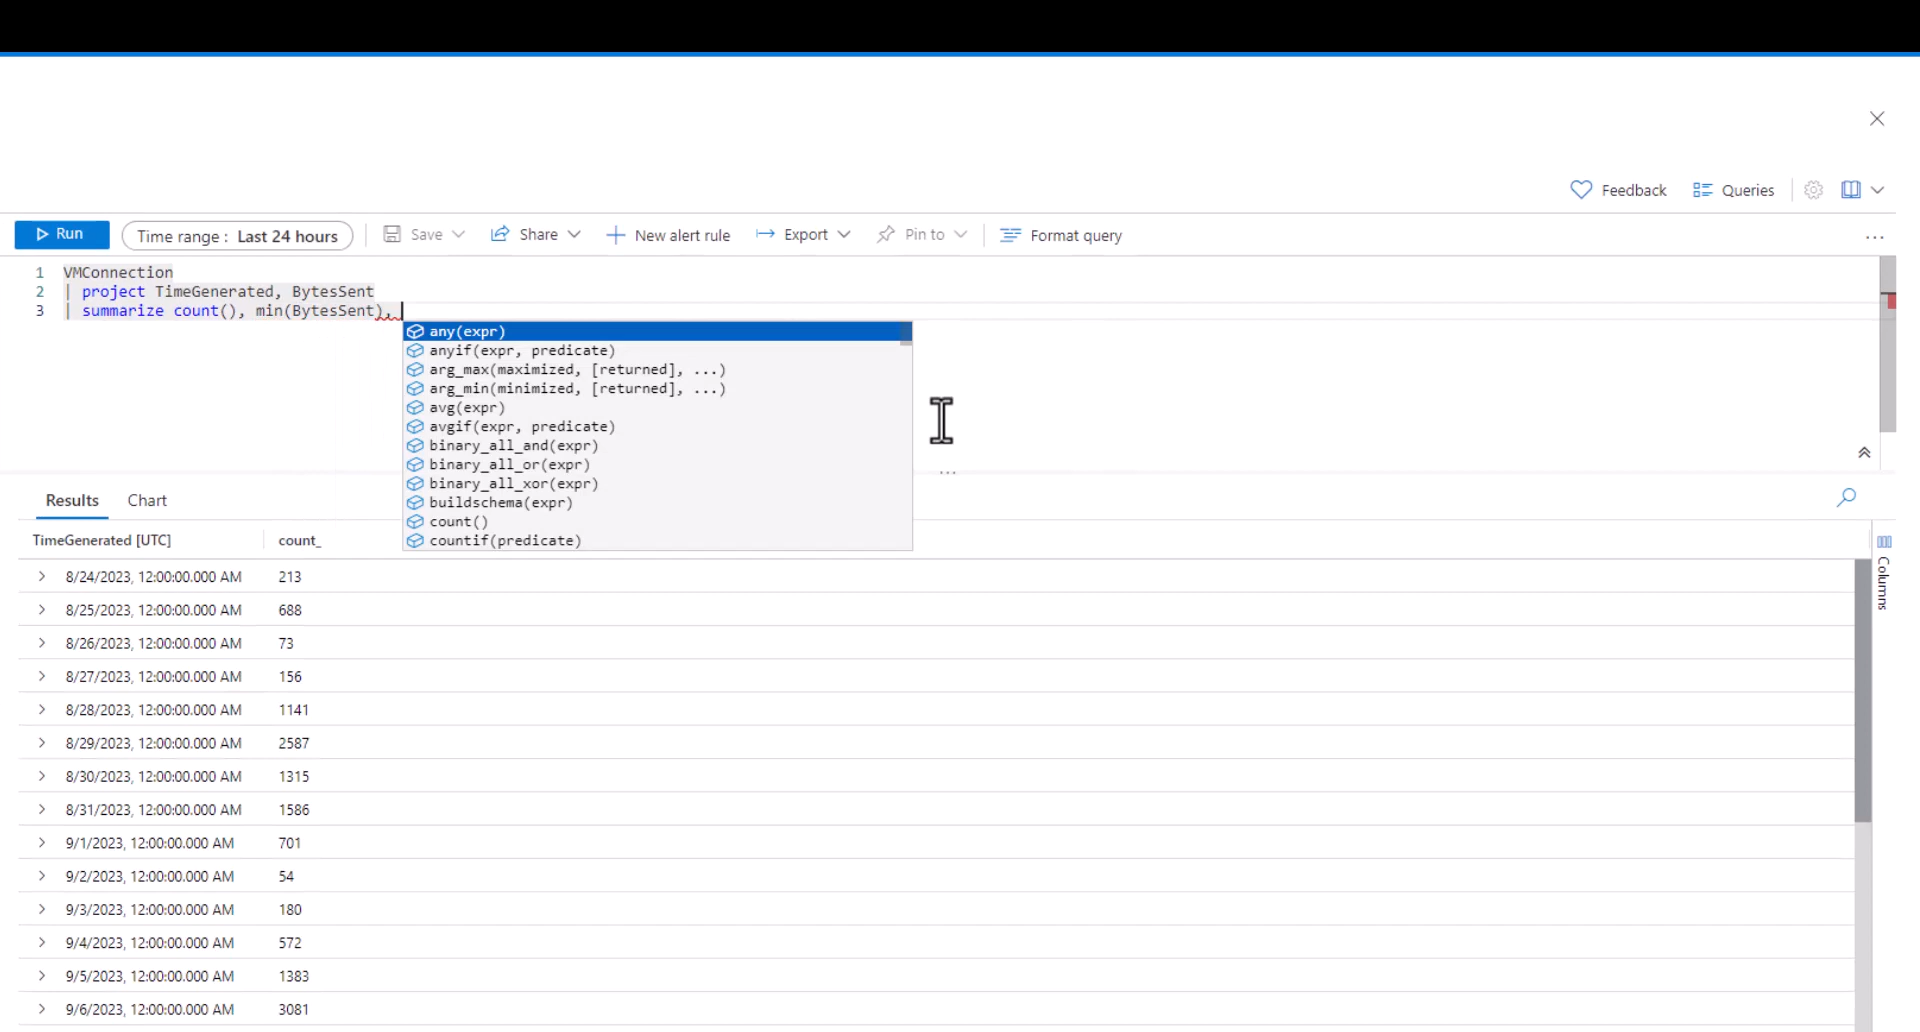 Feedback Queries
Run Time range : Last 24 hours Save Share New alert rule Export Pin to Format query ...
1 VMConnection
2 | project TimeGenerated, BytesSent
3 | summarize count(), min(BytesSent),
any(expr)
anyif(expr, predicate)
arg_max(maximized, [returned], ...)
arg_min(minimized, [returned], ...)
avg(expr)
avgif(expr, predicate)
binary_all_and(expr)
binary_all_or(expr)
binary_all_xor(expr)
buildschema(expr)
count()
countif(predicate)
Results Chart
TimeGenerated [UTC] count_
Columns
8/24/2023, 12:00:00.000 AM 213
8/25/2023, 12:00:00.000 AM 688
8/26/2023, 12:00:00.000 AM 73
8/27/2023, 12:00:00.000 AM 156
8/28/2023, 12:00:00.000 AM 1141
8/29/2023, 12:00:00.000 AM 2587
8/30/2023, 12:00:00.000 AM 1315
8/31/2023, 12:00:00.000 AM 1586
9/1/2023, 12:00:00.000 AM 701
9/2/2023, 12:00:00.000 AM 54
9/3/2023, 12:00:00.000 AM 180
9/4/2023, 12:00:00.000 AM 572
9/5/2023, 12:00:00.000 AM 1383
9/6/2023, 12:00:00.000 AM 3081